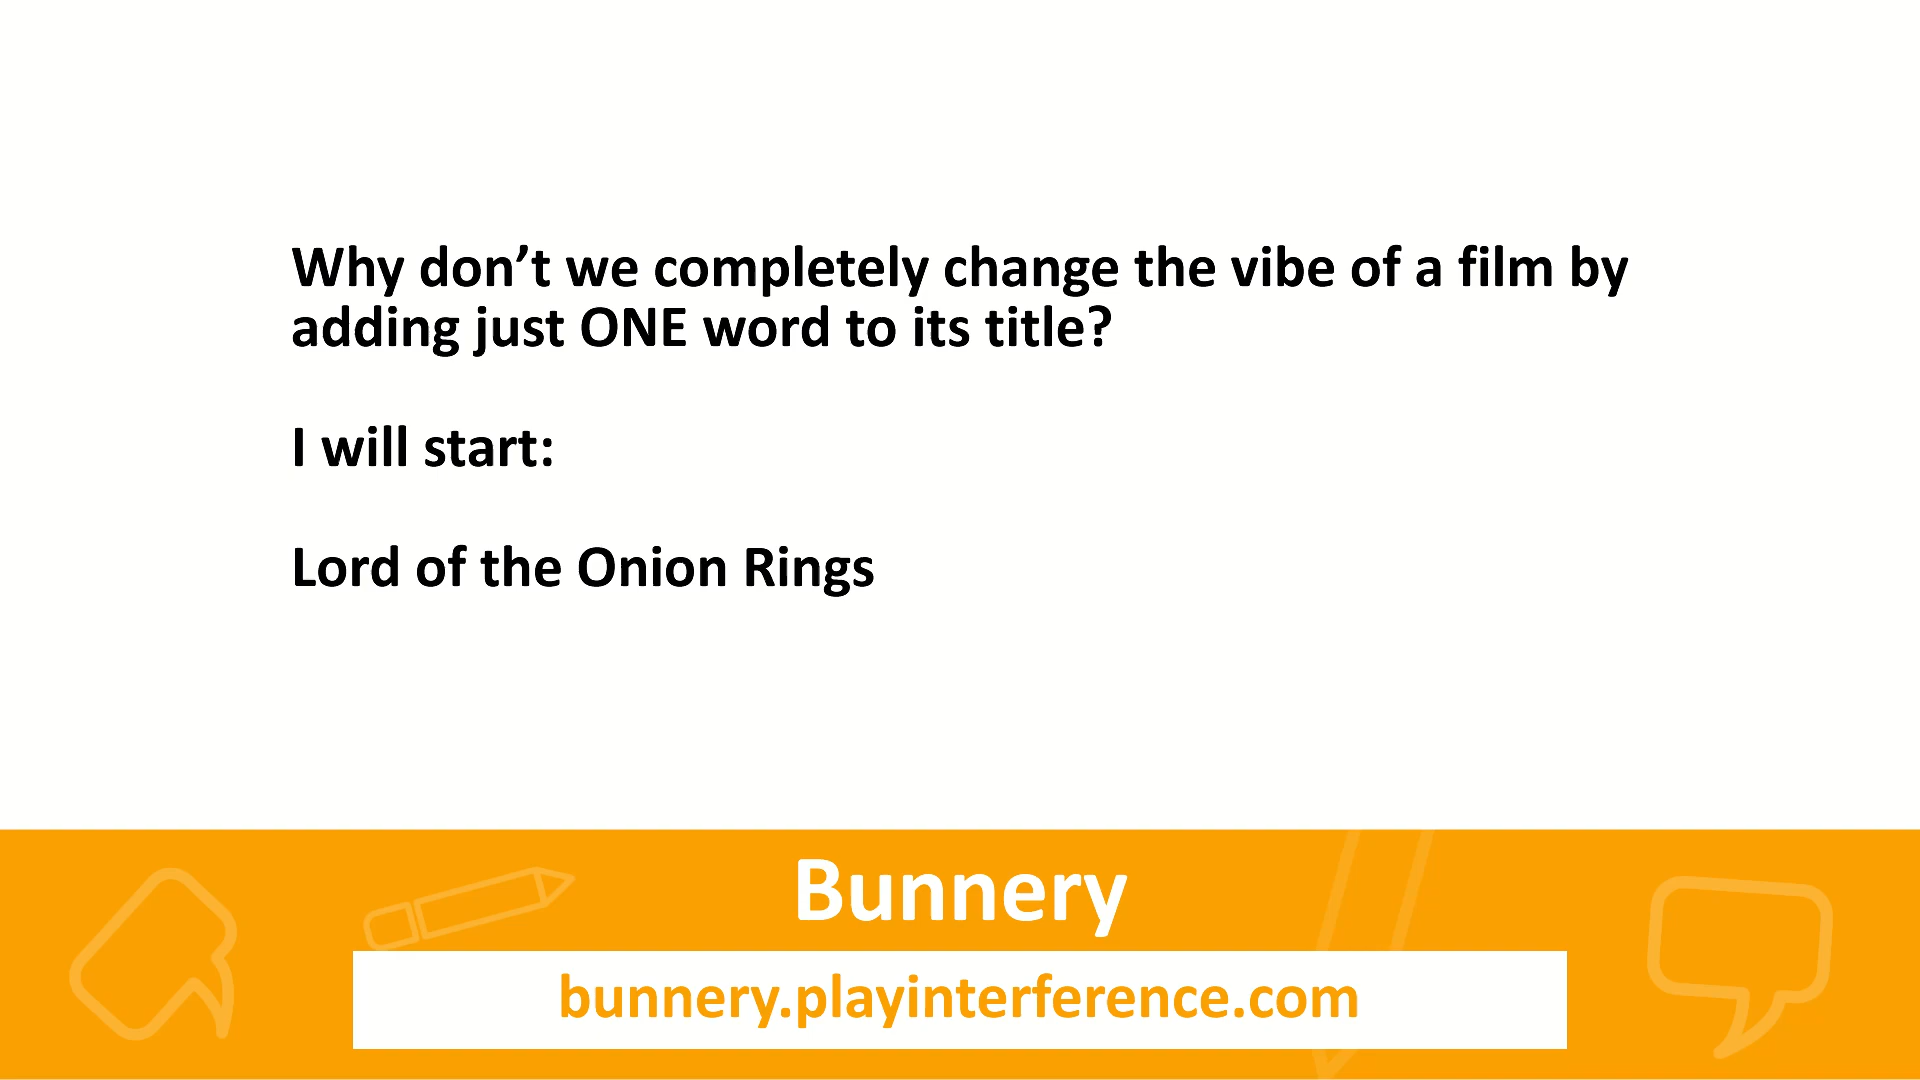 Why don’t we completely change the vibe of a film by
adding just ONE word to its title?
I will start:
Lord of the Onion Rings
Bunnery
bunnery.playinterference.com